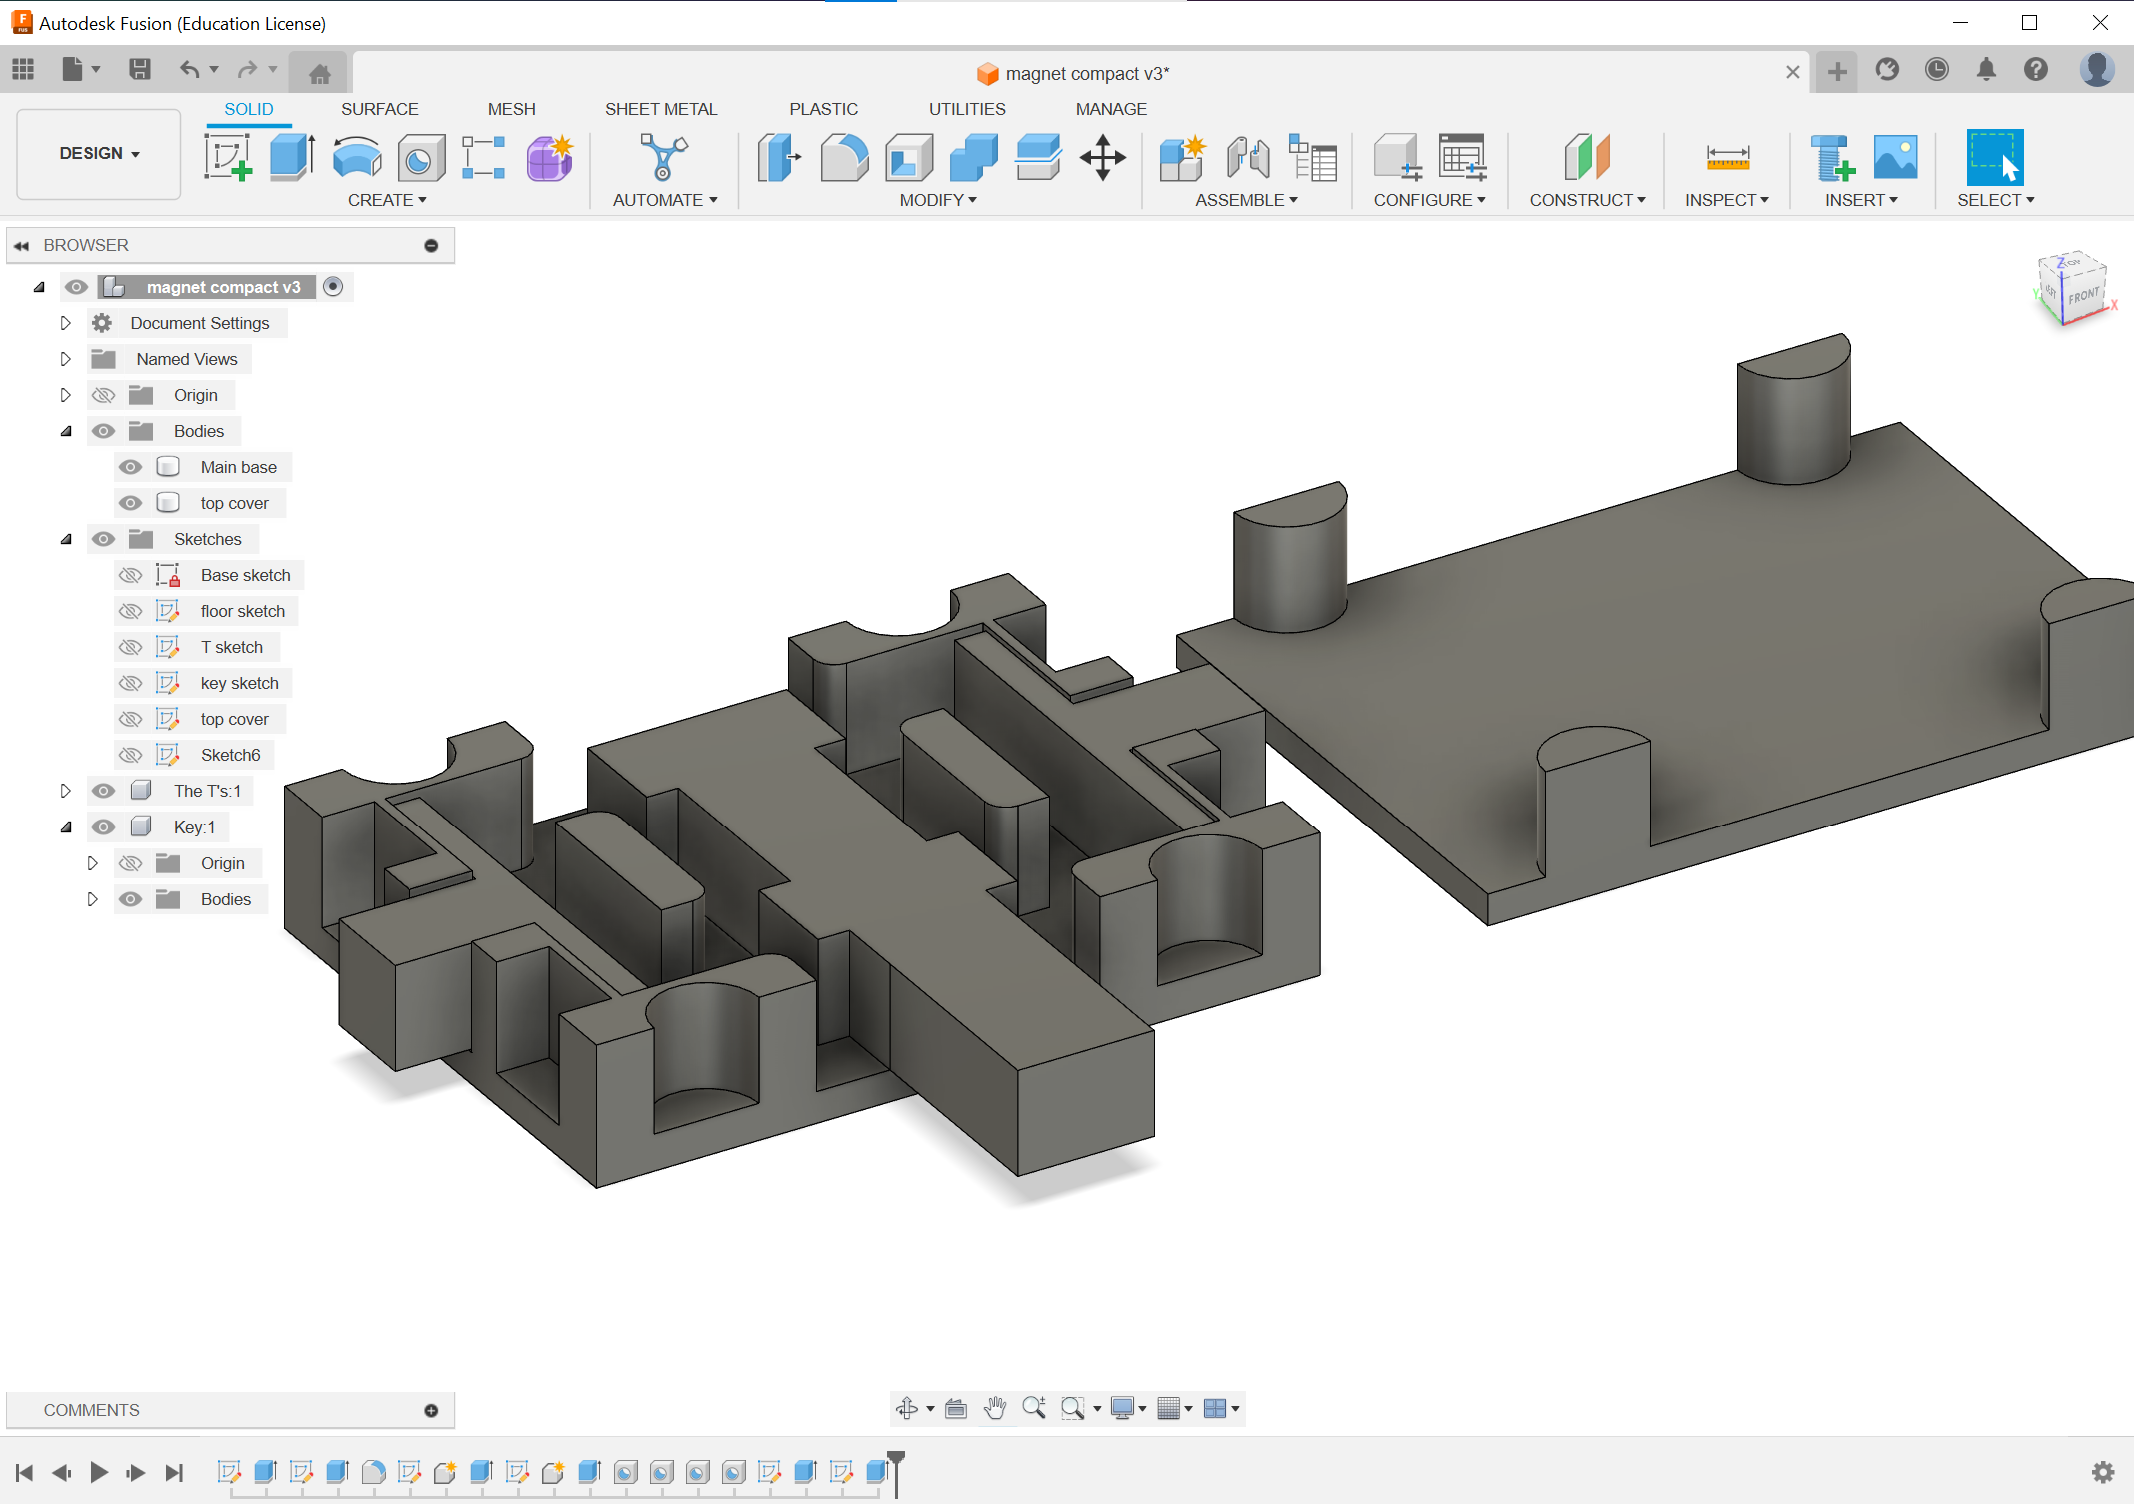 Autodesk Fusion (Education License)
magnet compact v3*
DESIGN
SOLID SURFACE MESH SHEET METAL PLASTIC UTILITIES MANAGE
CREATE AUTOMATE MODIFY ASSEMBLE CONFIGURE CONSTRUCT INSPECT INSERT SELECT
BROWSER
magnet compact v3
Document Settings
Named Views
Origin
Bodies
Main base
top cover
Sketches
Base sketch
floor sketch
T sketch
key sketch
top cover
Sketch6
The T's:1
Key:1
Origin
Bodies
TOP
LEFT
FRONT
Z
Y
X
COMMENTS